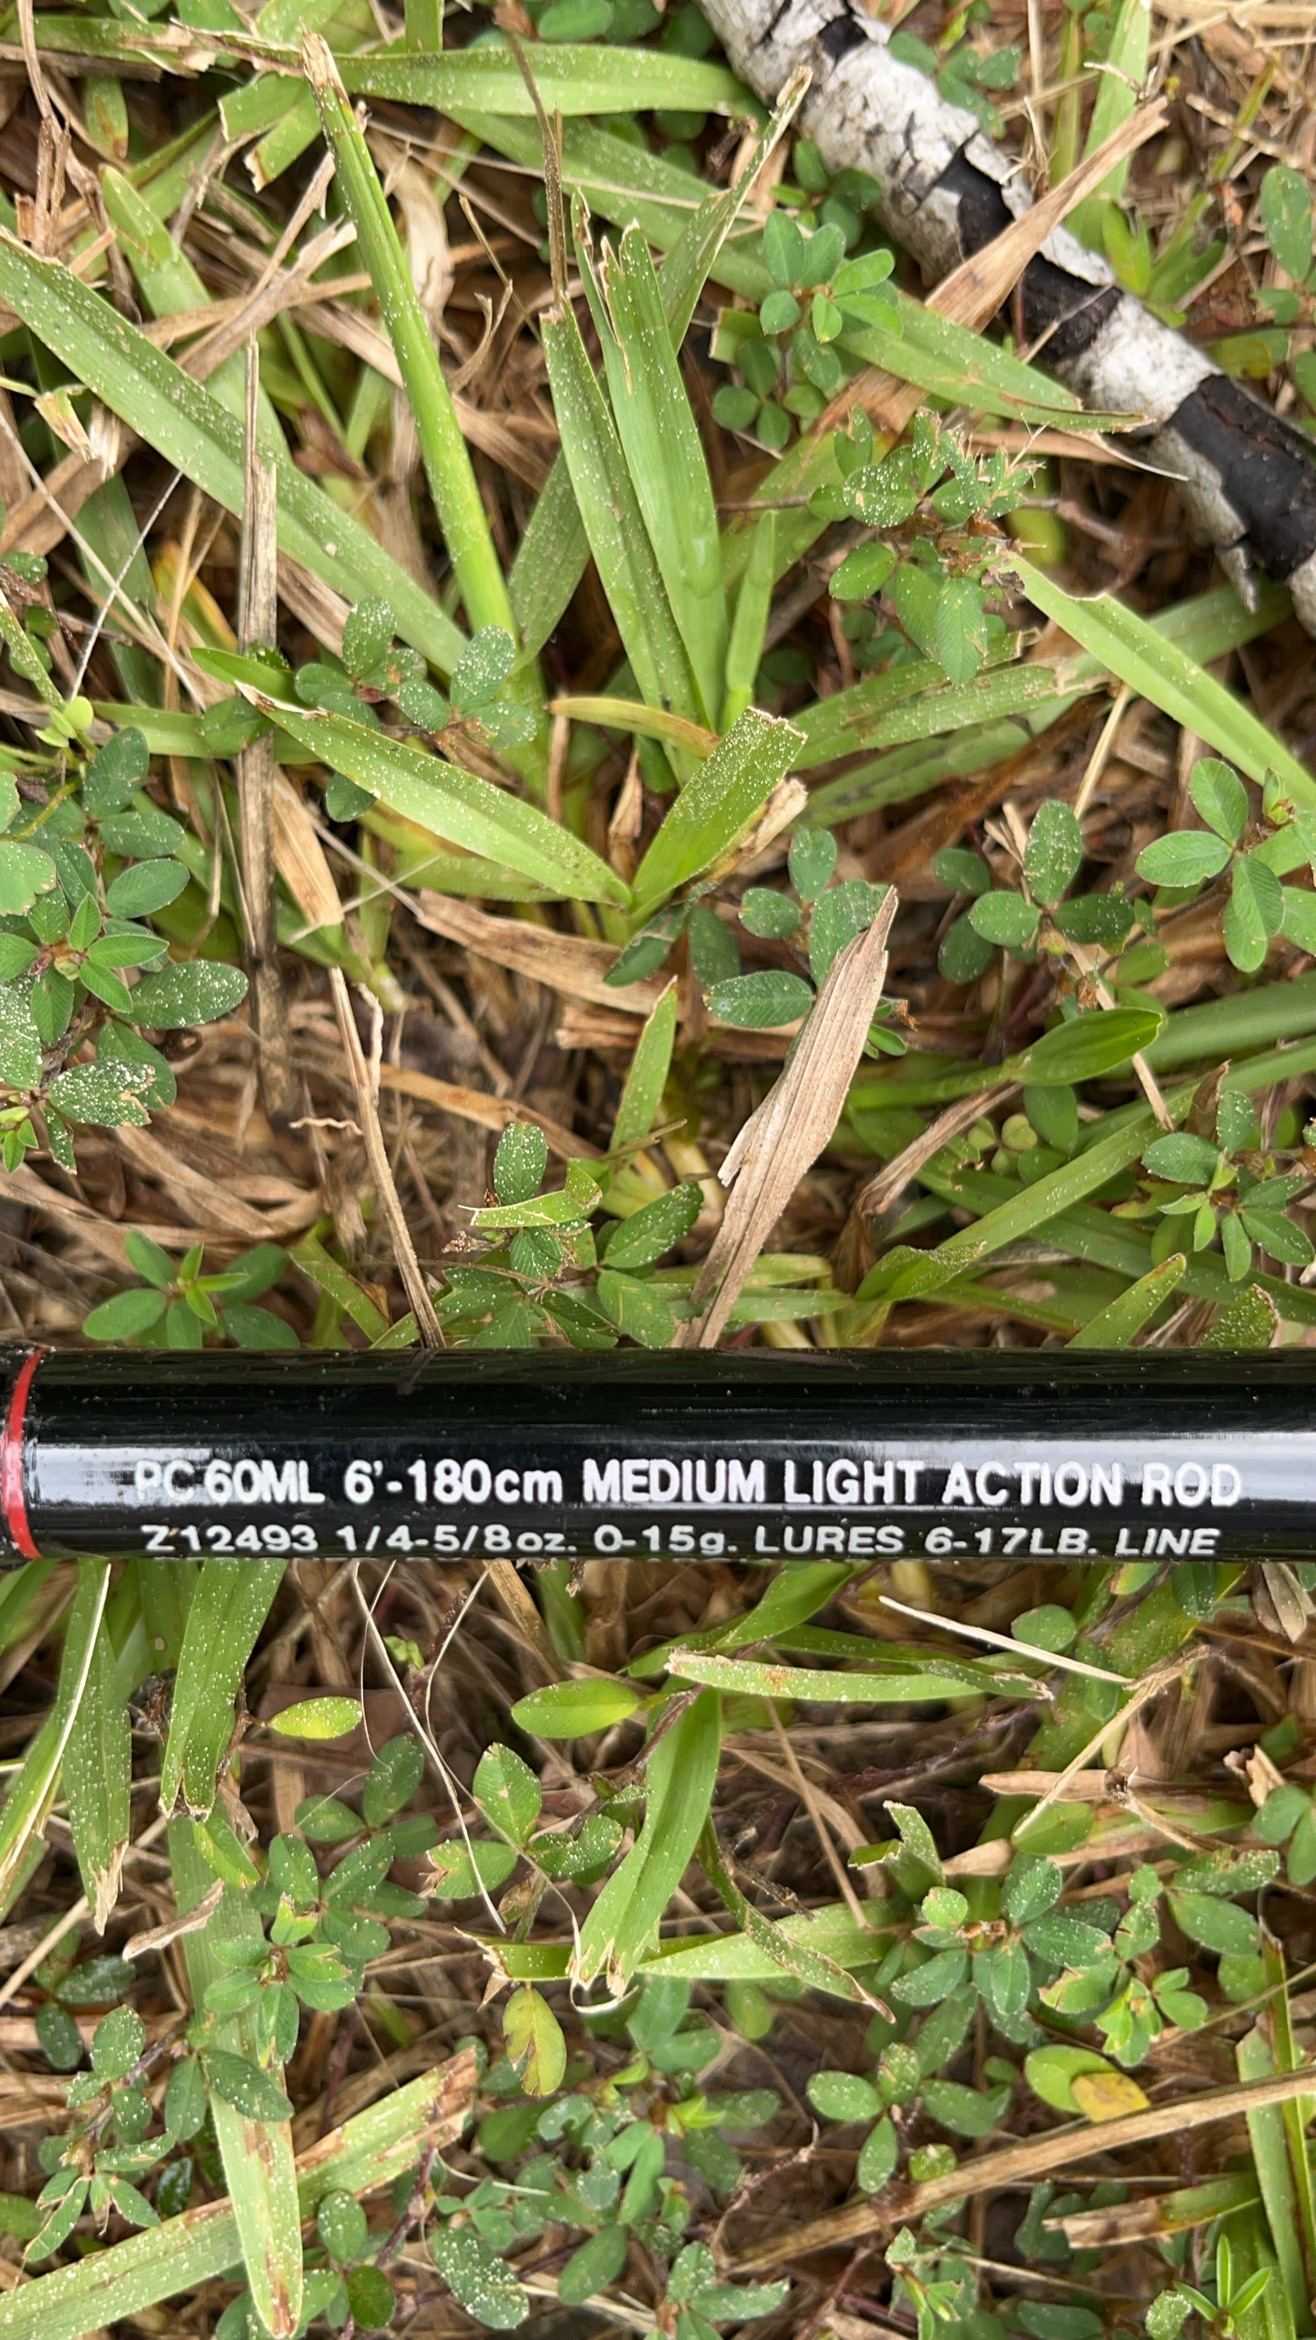 PC 60ML 6'-180cm MEDIUM LIGHT ACTION ROD
Z12493 1/4-5/8oz. 0-15g. LURES 6-17LB. LINE